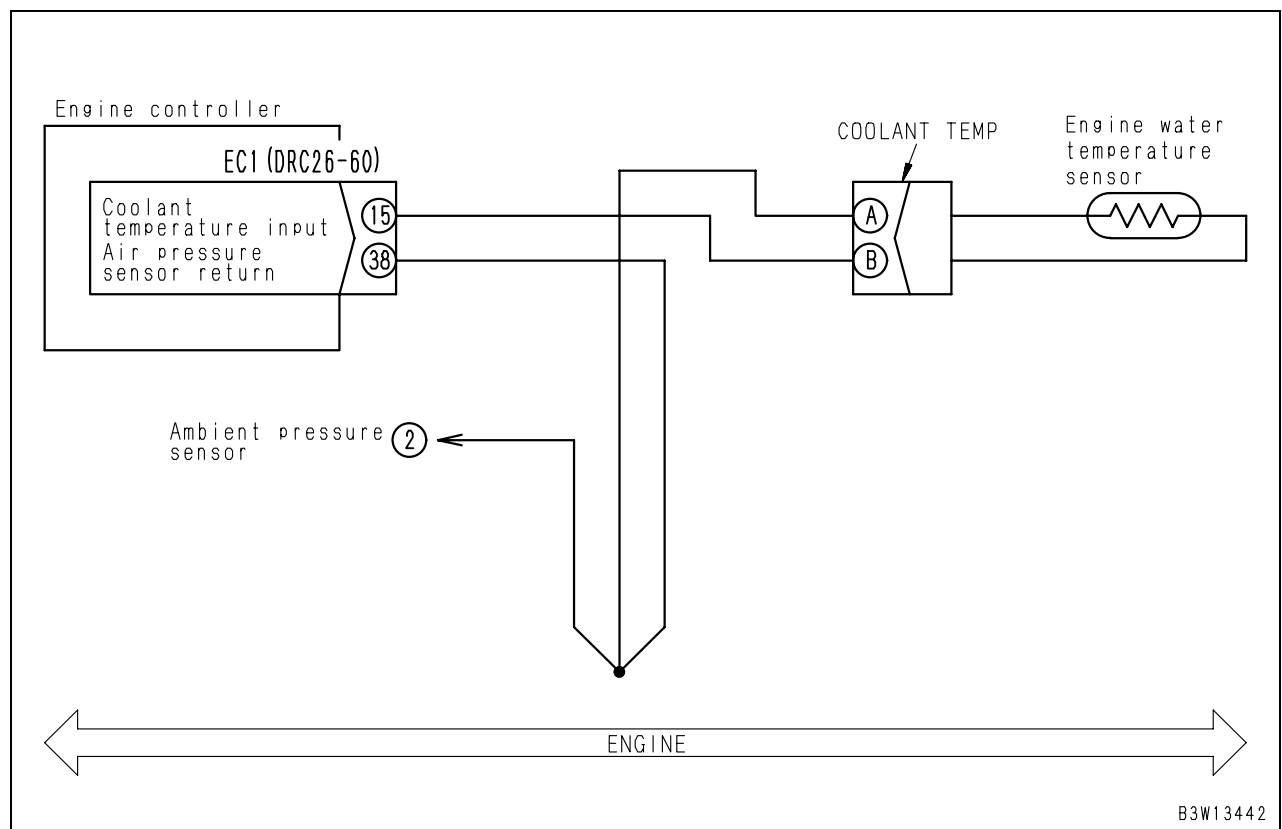 Engine controller
EC1 (DRC26-60)
Coolant
temperature input
Air pressure
sensor return
15
38
COOLANT TEMP
A
B
Engine water
temperature
sensor
Ambient pressure
sensor
2
ENGINE
B3W13442